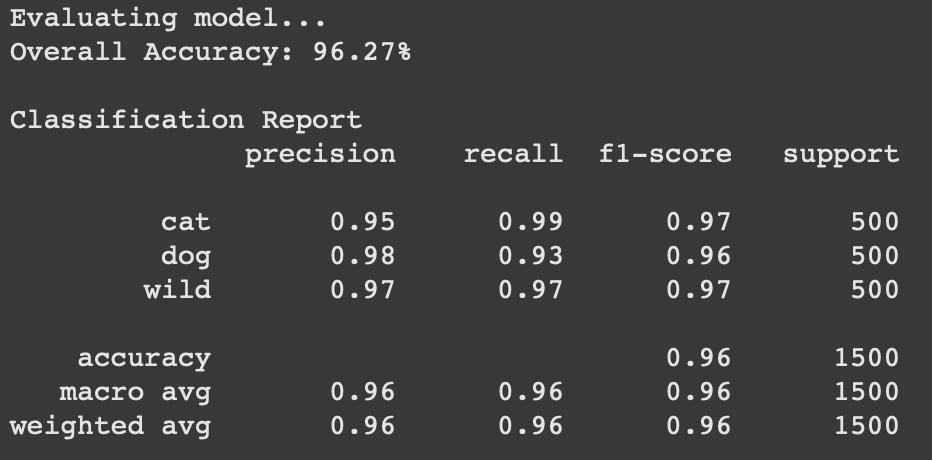 Evaluating model...
Overall Accuracy: 96.27%
Classification Report
precision recall f1-score support
cat 0.95 0.99 0.97 500
dog 0.98 0.93 0.96 500
wild 0.97 0.97 0.97 500
accuracy 0.96 1500
macro avg 0.96 0.96 0.96 1500
weighted avg 0.96 0.96 0.96 1500